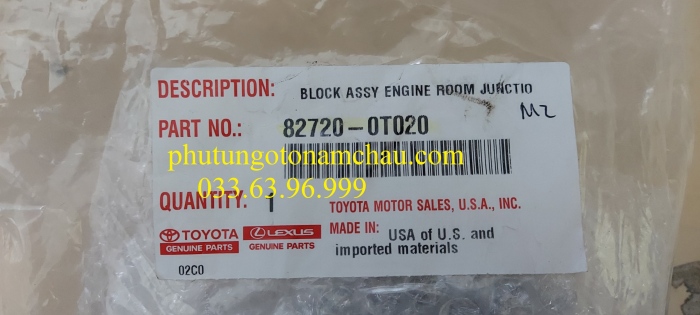 DESCRIPTION: BLOCK ASSY ENGINE ROOM JUNCTIO
MZ
PART NO.: 82720-0T020
phutungotonamchau.com
033.63.96.999
QUANTITY: 1 TOYOTA MOTOR SALES, U.S.A., INC.
TOYOTA GENUINE PARTS LEXUS GENUINE PARTS MADE IN: USA of U.S. and
imported materials
02C0